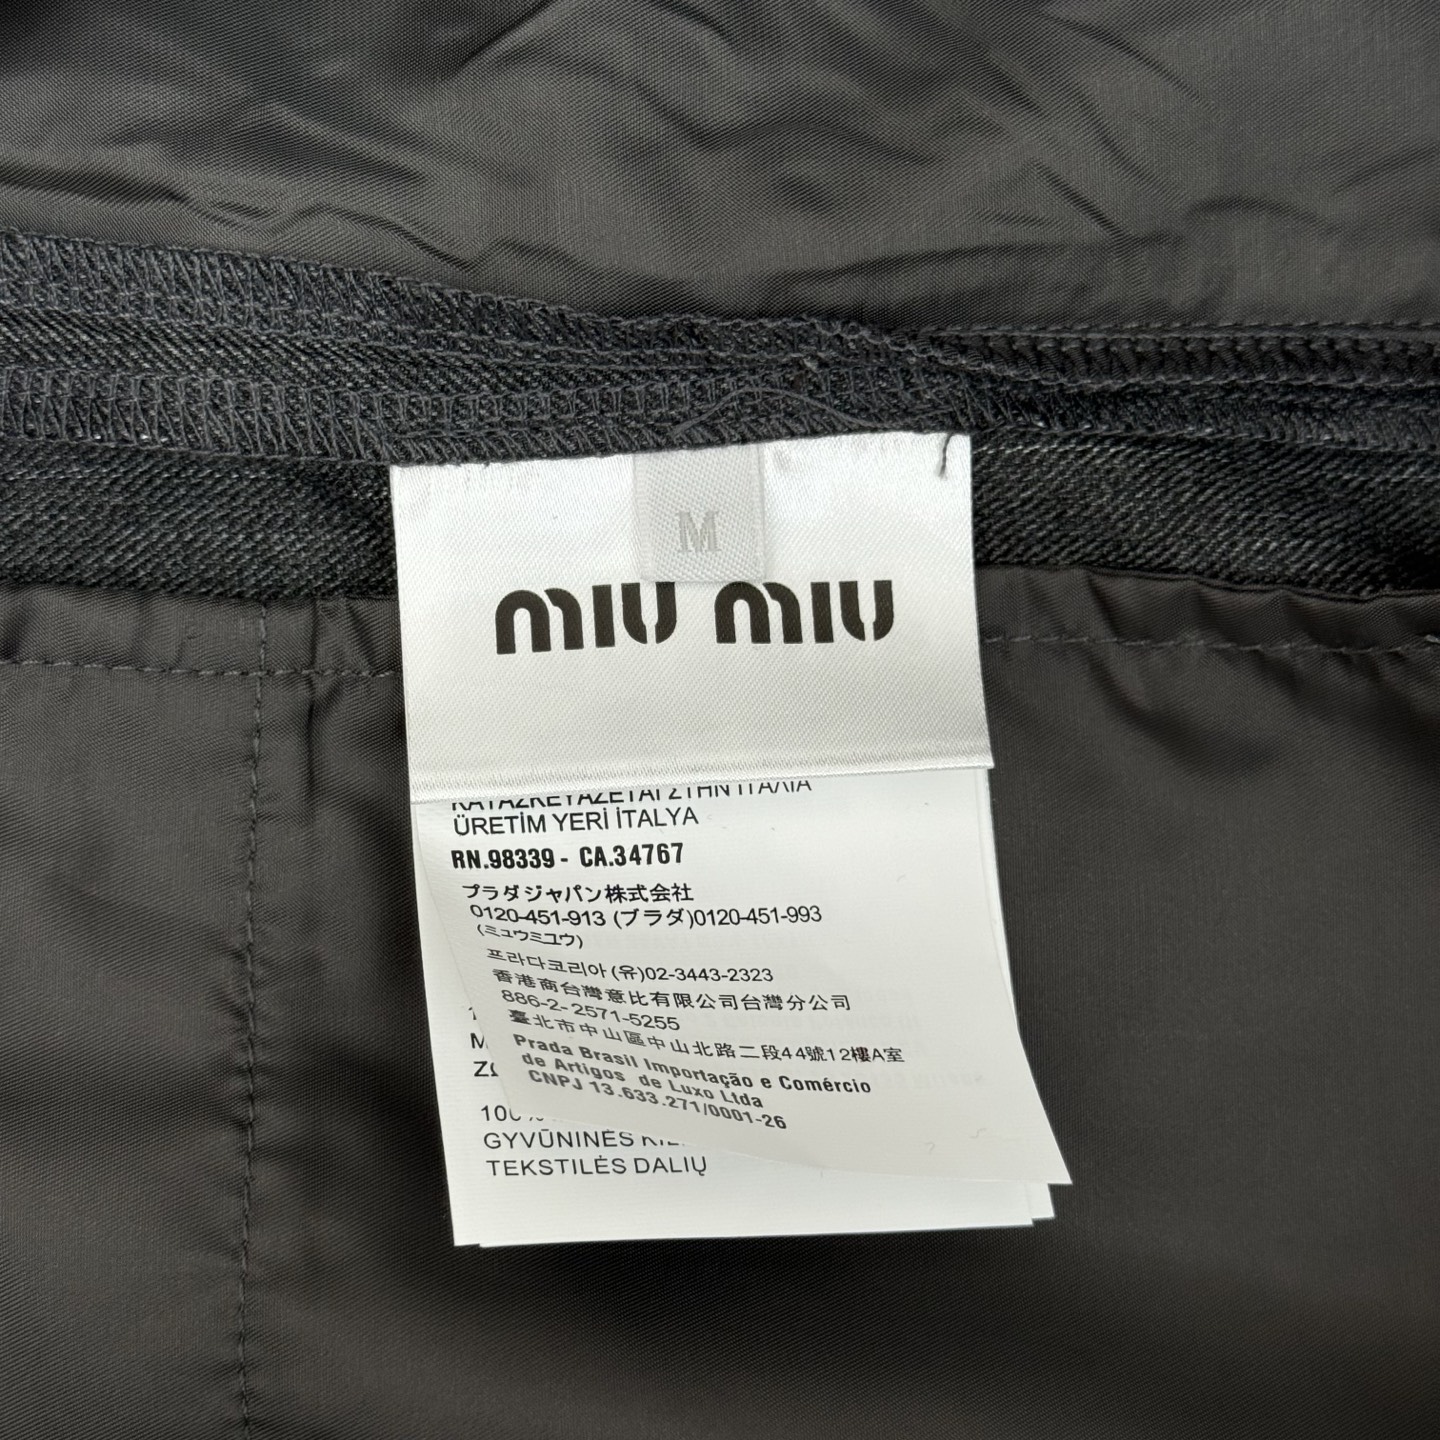 M
miu miu
ΚΑΤΑΣΚΕΥΑΖΕΤΑΙ ΣΤΗΝ ΙΤΑΛΙΑ
ÜRETİM YERİ İTALYA
RN.98339 - CA.34767
プラダジャパン株式会社
0120-451-913 (プラダ)0120-451-993
(ミュウミュウ)
프라다코리아(유)02-3443-2323
香港商台灣意比有限公司台灣分公司
886-2-2571-5255
臺北市中山區中山北路二段44號12樓A室
Prada Brasil Importação e Comércio
de Artigos de Luxo Ltda
CNPJ 13.633.271/0001-26
GYVŪNINĖS
TEKSTILĖS DALIŲ